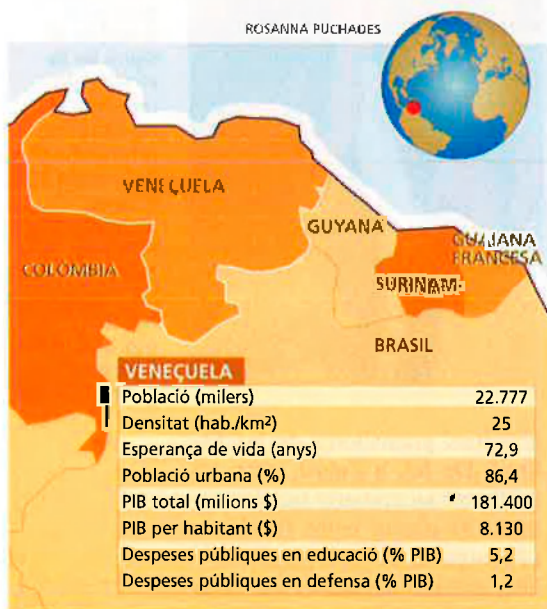 ROSANNA PUCHADES
VENEÇUELA
GUYANA
GUAIANA
FRANCESA
COLÒMBIA
SURINAM
BRASIL
VENEÇUELA
Població (milers) 22.777
Densitat (hab./km²) 25
Esperança de vida (anys) 72,9
Població urbana (%) 86,4
PIB total (milions $) 181.400
PIB per habitant ($) 8.130
Despeses públiques en educació (% PIB) 5,2
Despeses públiques en defensa (% PIB) 1,2